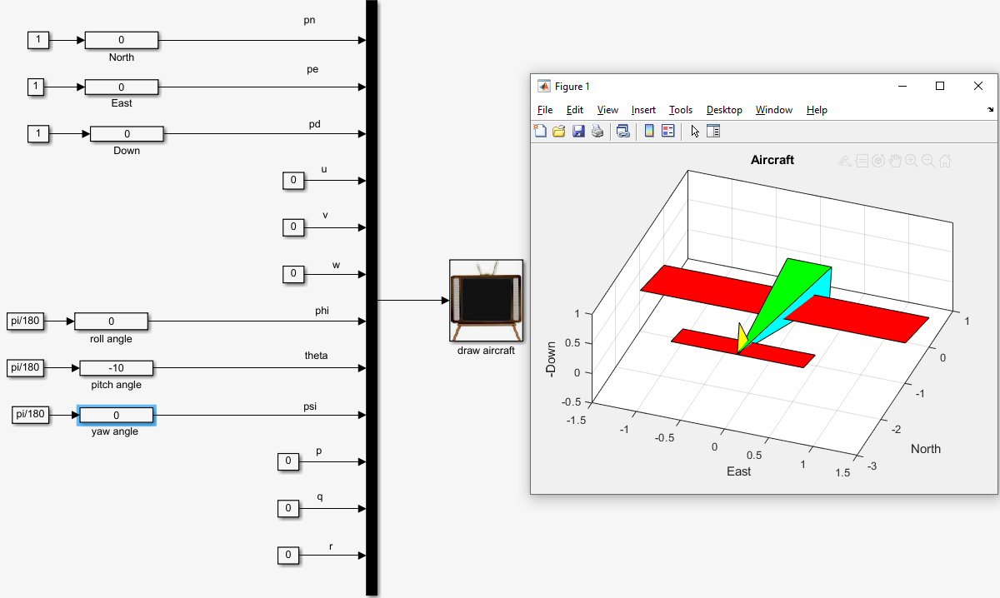 pn
1
0
North
pe
1
0
East
pd
1
0
Down
u
0
v
0
w
0
phi
pi/180
0
roll angle
theta
pi/180
-10
pitch angle
psi
pi/180
0
yaw angle
p
0
q
0
r
0
draw aircraft
Figure 1
File Edit View Insert Tools Desktop Window Help
Aircraft
1
0.5
0
-0.5
-Down
-1.5
-1
-0.5
0
0.5
1
1.5
East
1
0
-1
-2
-3
North